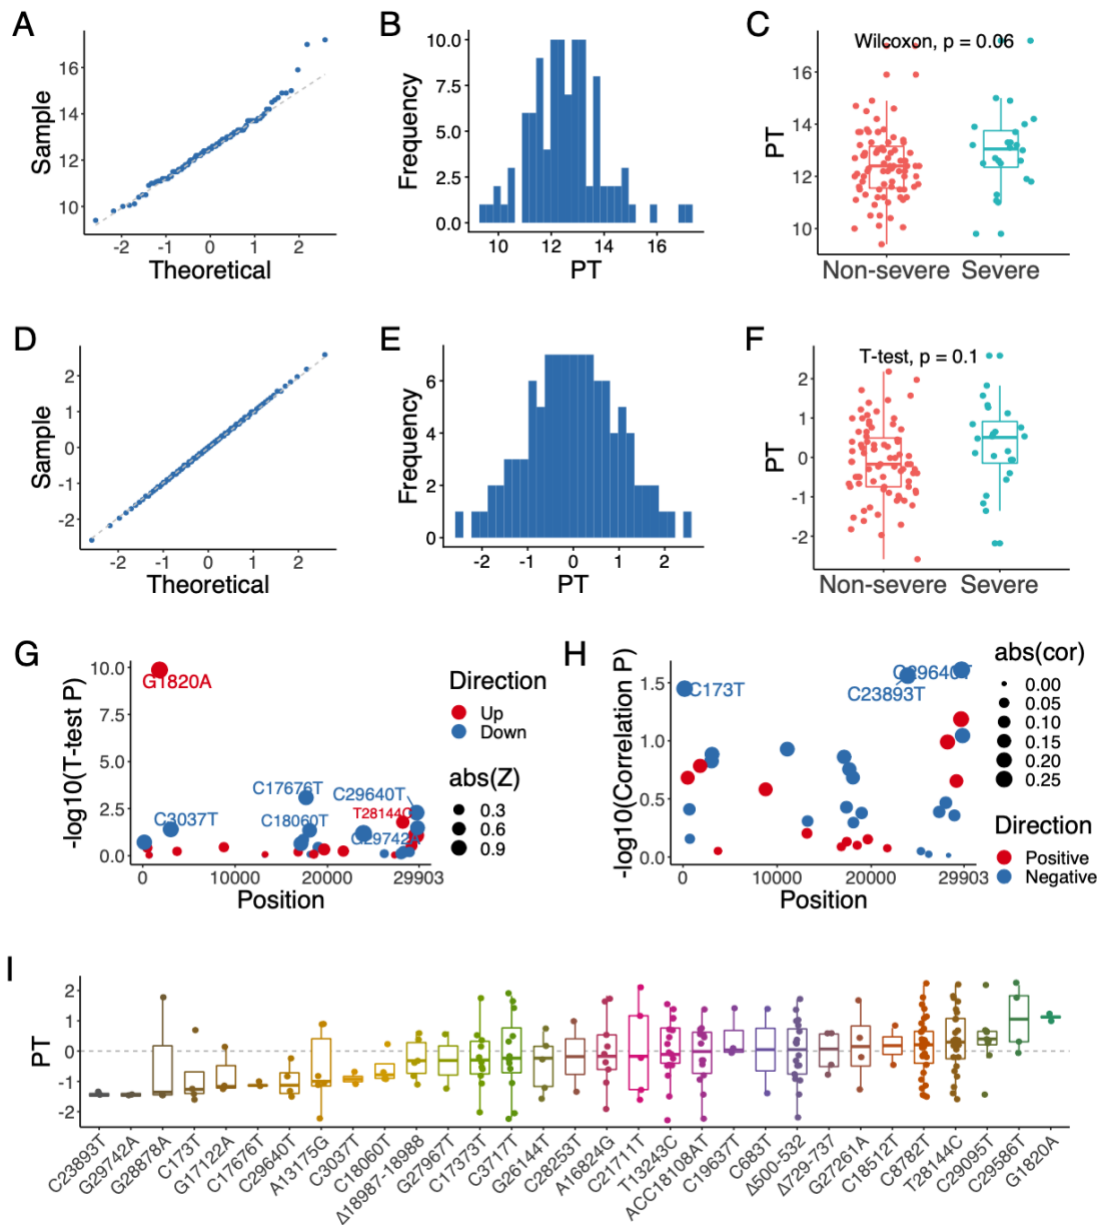 A
Sample
16
14
12
10
-2
-1
0
1
2
Theoretical
B
Frequency
10.0
7.5
5.0
2.5
0.0
10
12
14
16
PT
C
Wilcoxon, p = 0.06
PT
16
14
12
10
Non-severe
Severe
D
Sample
2
1
0
-1
-2
-2
-1
0
1
2
Theoretical
E
Frequency
6
4
2
0
-2
-1
0
1
2
PT
F
T-test, p = 0.1
PT
2
1
0
-1
-2
Non-severe
Severe
G
-log10(T-test P)
10.0
7.5
5.0
2.5
0.0
G1820A
C17676T
C29640T
T28144C
C3037T
C18060T
G29742A
0
10000
20000
29903
Position
Direction
Up
Down
abs(Z)
0.3
0.6
0.9
H
-log10(Correlation P)
1.5
1.0
0.5
0.0
C29640T
C173T
C23893T
0
10000
20000
29903
Position
abs(cor)
0.00
0.05
0.10
0.15
0.20
0.25
Direction
Positive
Negative
I
PT
2
1
0
-1
-2
C23893T
G29742A
G28878A
C173T
G17122A
C17676T
C29640T
A13175G
C3037T
C18060T
Δ18987-18988
G27967T
C17373T
C3717T
G26144T
C28253T
A16824G
C21711T
T13243C
ACC18108AT
C19637T
C683T
Δ500-532
Δ729-737
G27261A
C18512T
C8782T
T28144C
C29095T
C29586T
G1820A